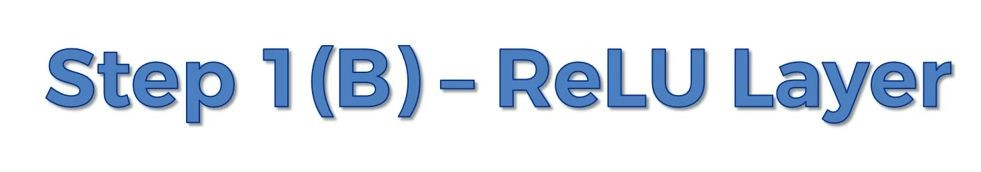 Step 1(B) – ReLU Layer